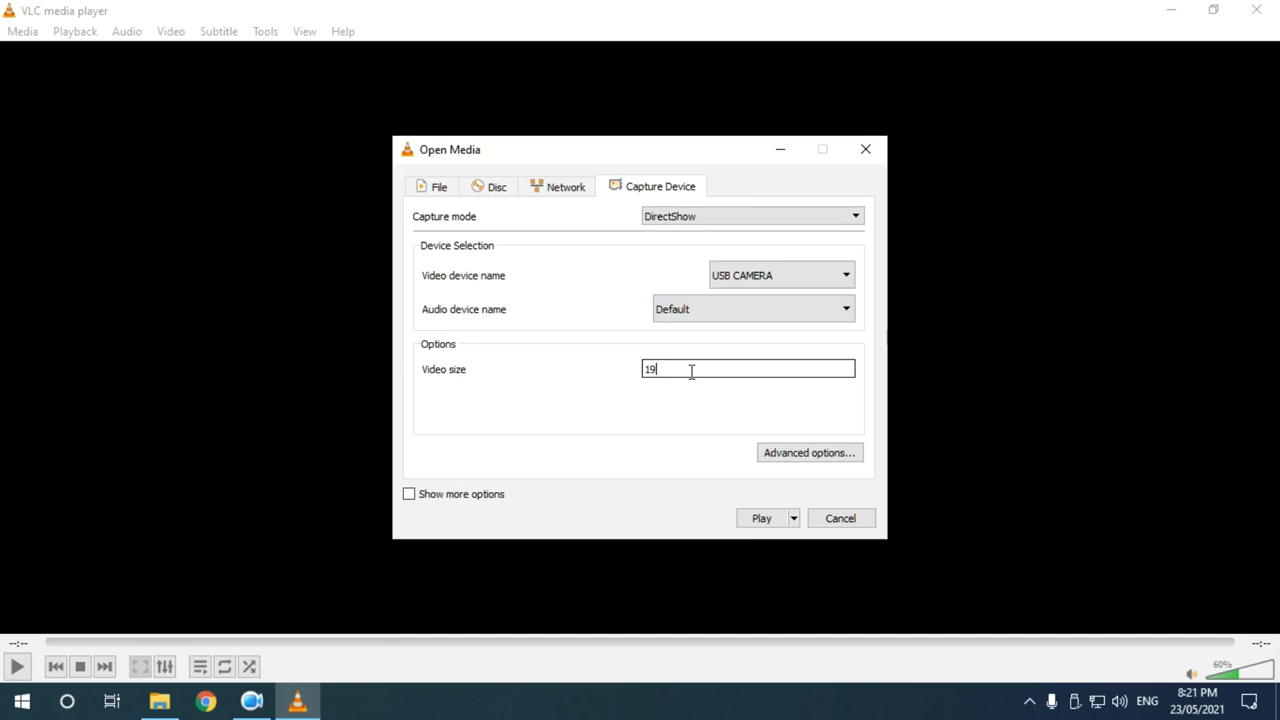 VLC media player
Media Playback Audio Video Subtitle Tools View Help
Open Media
File Disc Network Capture Device
Capture mode DirectShow
Device Selection
Video device name USB CAMERA
Audio device name Default
Options
Video size 19
Advanced options...
Show more options
Play Cancel
--:-- --:--
60%
ENG 8:21 PM
23/05/2021